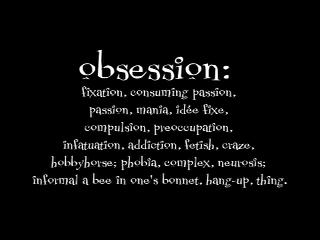 obsession:
fixation, consuming passion,
passion, mania, idée fixe,
compulsion, preoccupation,
infatuation, addiction, fetish, craze,
hobbyhorse; phobia, complex, neurosis;
informal a bee in one's bonnet, hang-up, thing.